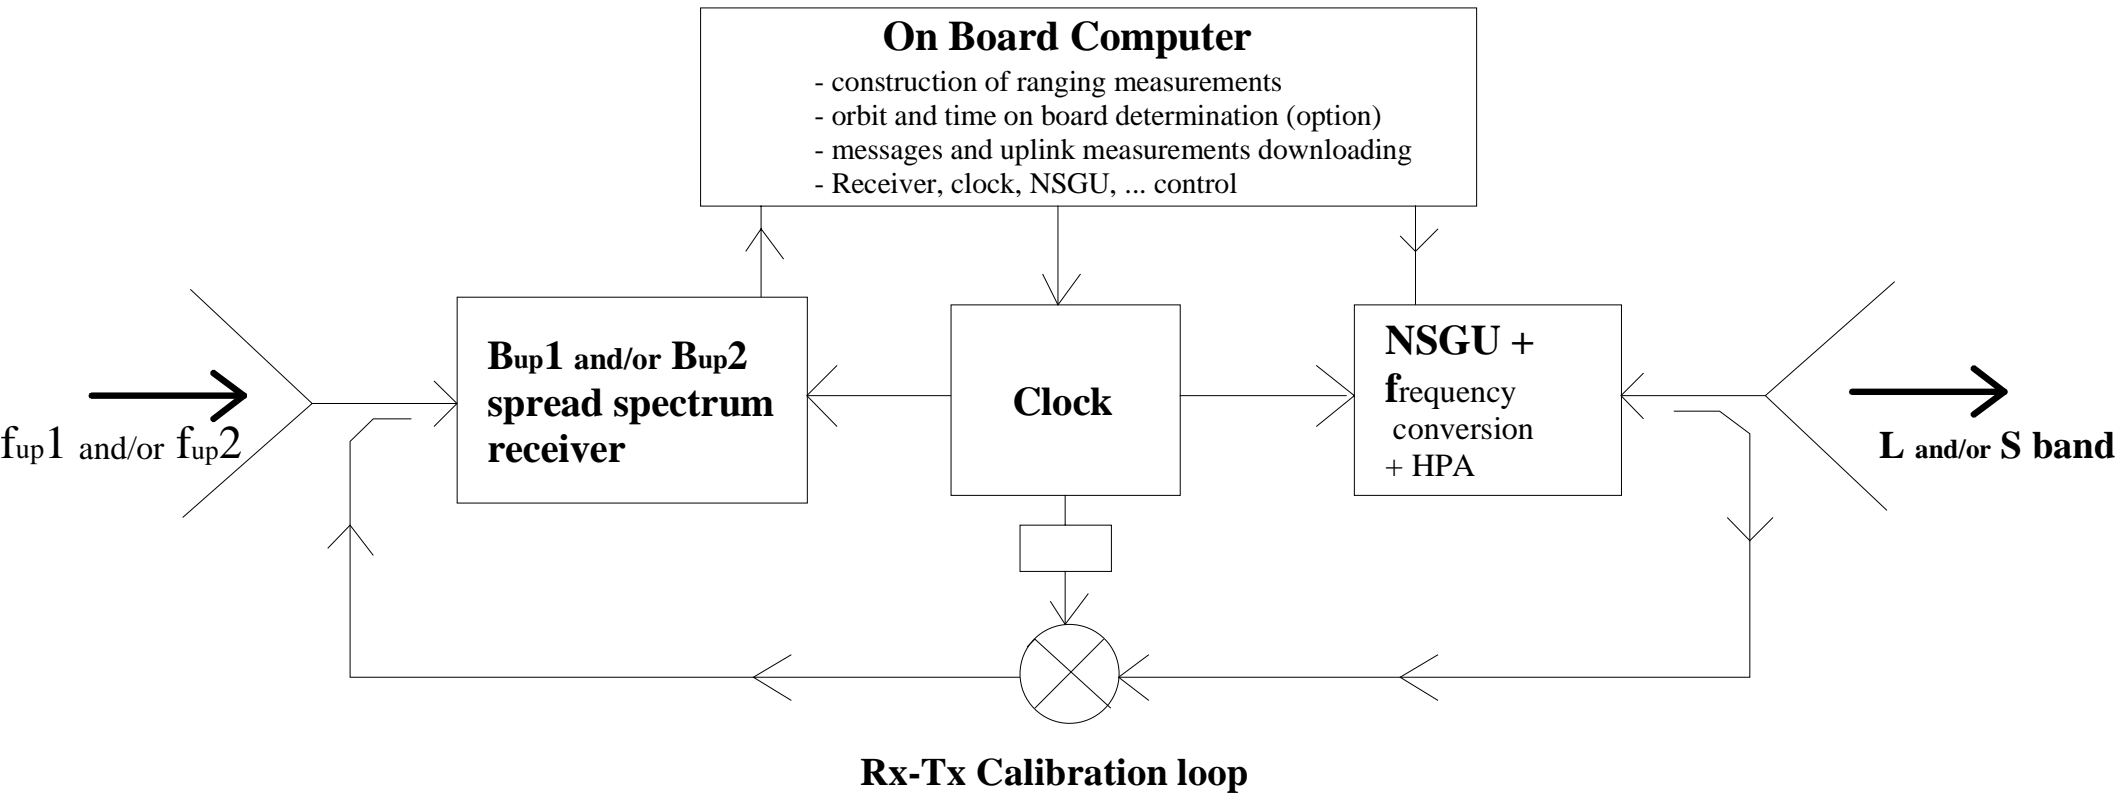 On Board Computer
- construction of ranging measurements
- orbit and time on board determination (option)
- messages and uplink measurements downloading
- Receiver, clock, NSGU, ... control
fup1 and/or fup2
Bup1 and/or Bup2
spread spectrum
receiver
Clock
NSGU +
frequency
conversion
+ HPA
L and/or S band
Rx-Tx Calibration loop